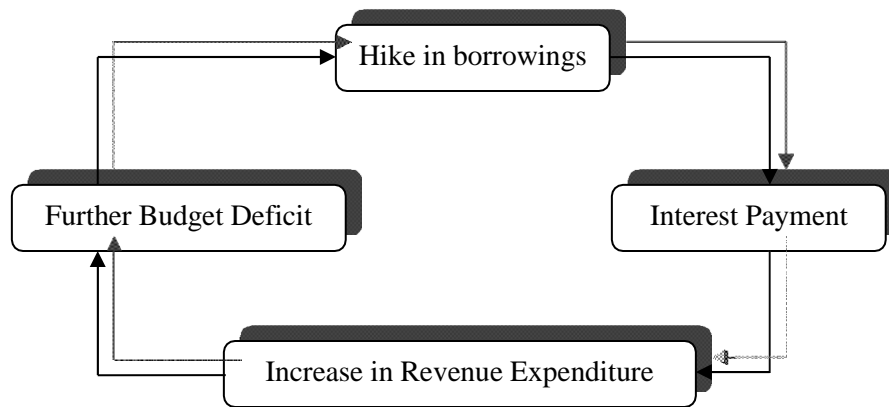 Hike in borrowings
Further Budget Deficit
Interest Payment
Increase in Revenue Expenditure